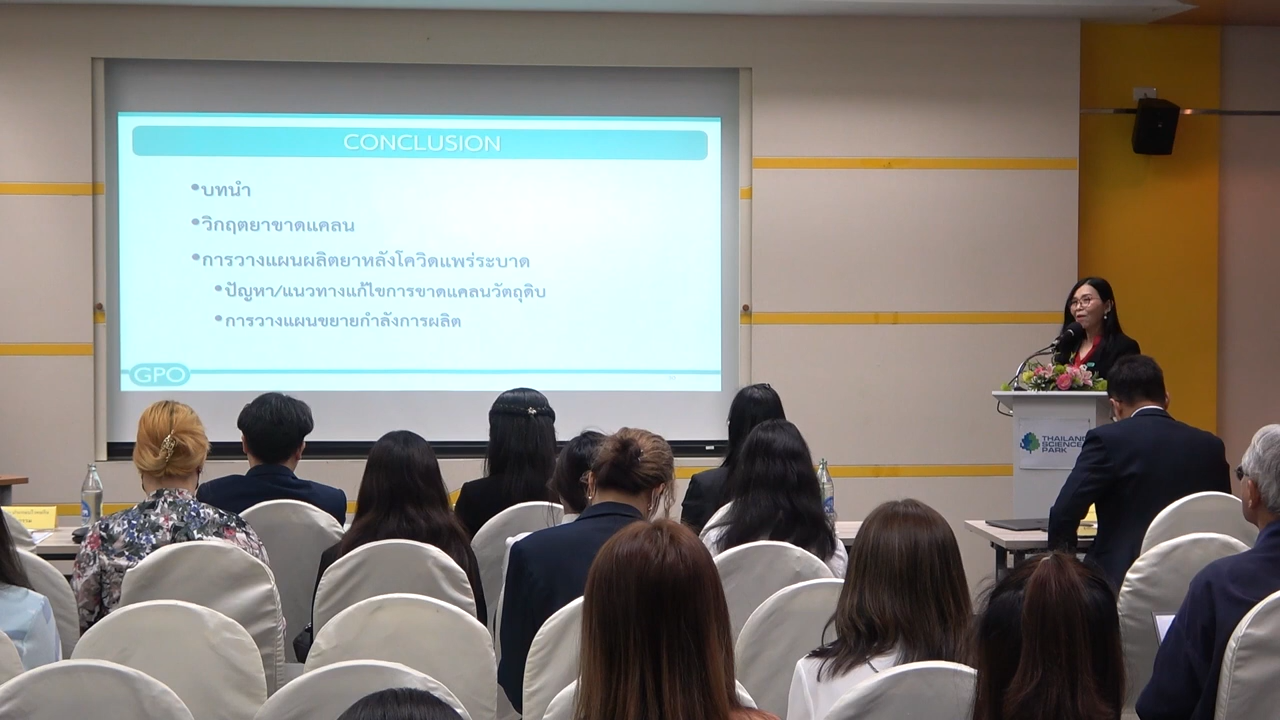 CONCLUSION
•บทนำ
•วิกฤตยาขาดแคลน
•การวางแผนผลิตยาหลังโควิดแพร่ระบาด
•ปัญหา/แนวทางแก้ไขการขาดแคลนวัตถุดิบ
•การวางแผนขยายกำลังการผลิต
GPO
THAILAND
SCIENCE
PARK